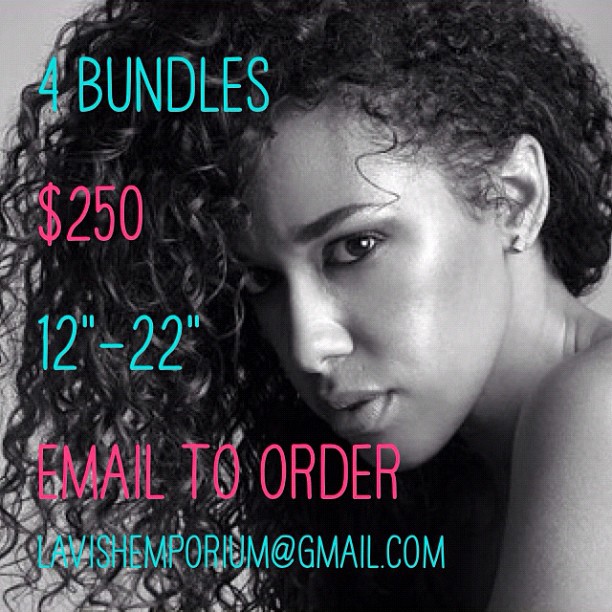 4 BUNDLES
$250
12"-22"
EMAIL TO ORDER
LAVISHEMPORIUM@GMAIL.COM